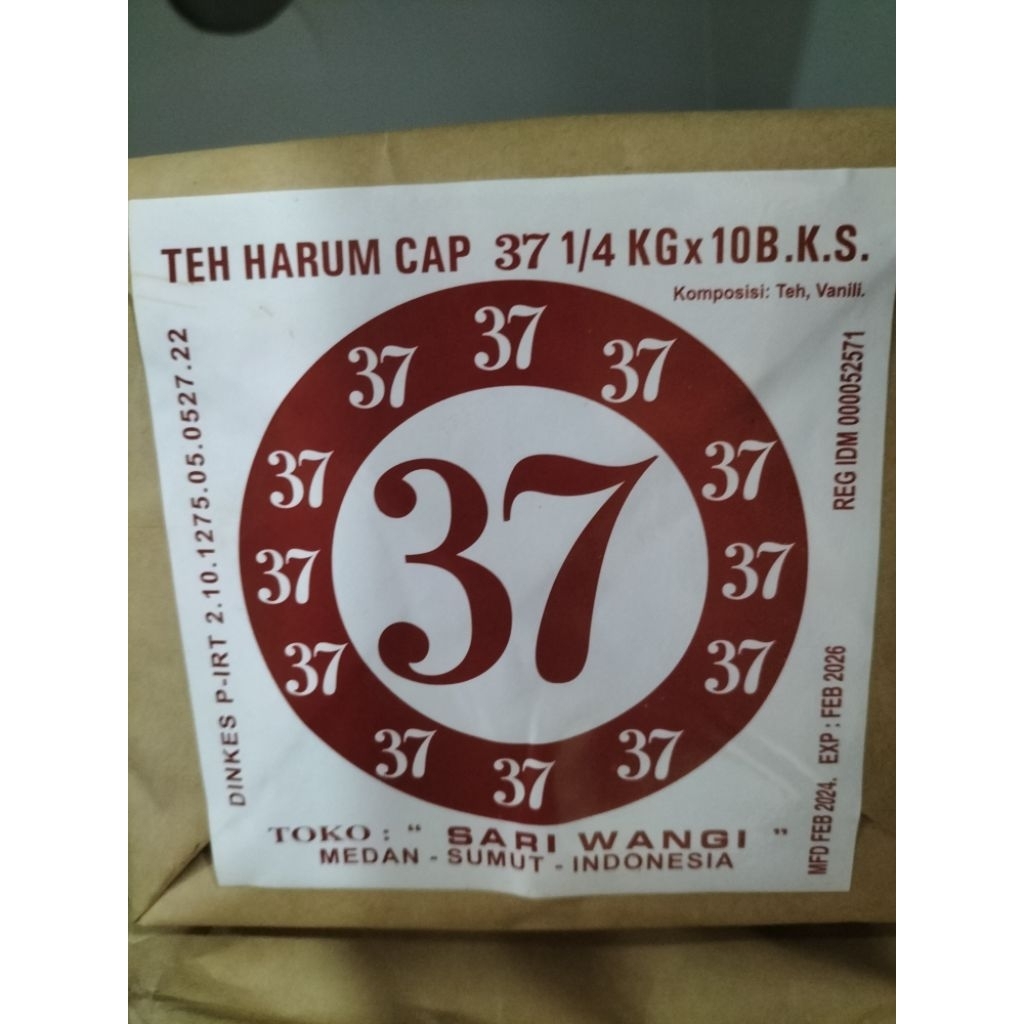 TEH HARUM CAP 37 1/4 KG x 10 B.K.S.
Komposisi: Teh, Vanili.
DINKES P-IRT 2.10.1275.05.0527.22
37
37
37
37
37
37
37
37
37
37
37
37
37
REG IDM 000052571
MFD FEB 2024. EXP : FEB 2026
TOKO : " SARI WANGI "
MEDAN - SUMUT - INDONESIA